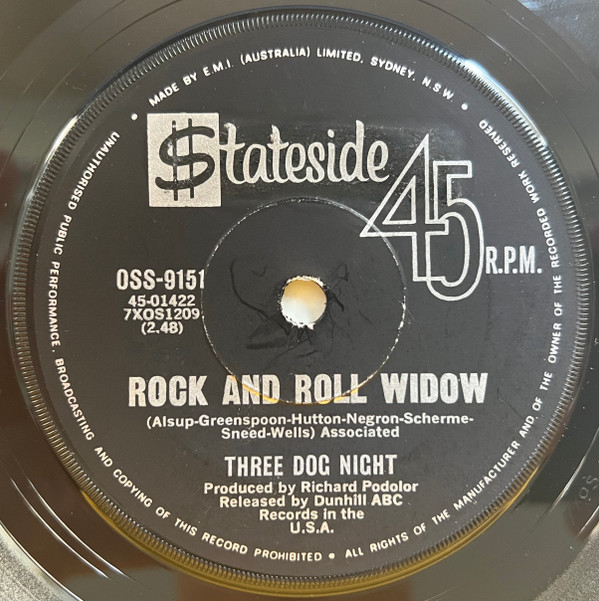 MADE BY E.M.I. (AUSTRALIA) LIMITED, SYDNEY, N.S.W. •
$tateside
45
R.P.M.
OSS-9151
45-01422
7XOS1209
(2.48)
ROCK AND ROLL WIDOW
(Alsup-Greenspoon-Hutton-Negron-Scherme-
Sneed-Wells) Associated
THREE DOG NIGHT
Produced by Richard Podolor
Released by Dunhill ABC
Records in the
U.S.A.
UNAUTHORISED PUBLIC PERFORMANCE, BROADCASTING AND COPYING OF THIS RECORD PROHIBITED • ALL RIGHTS OF THE MANUFACTURER AND OF THE OWNER OF THE RECORDED WORK RESERVED •